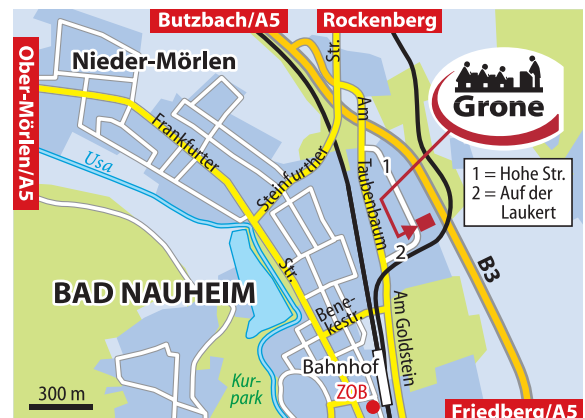 Butzbach/A5
Rockenberg
Ober-Mörlen/A5
Nieder-Mörlen
Grone
Frankfurter
Str.
Steinfurther
Str.
Am
Taubenbaum
Usa
1
2
1 = Hohe Str.
2 = Auf der
Laukert
B3
BAD NAUHEIM
Bene-
kestr.
Am Goldstein
Bahnhof
ZOB
Kur-
park
300 m
Friedberg/A5